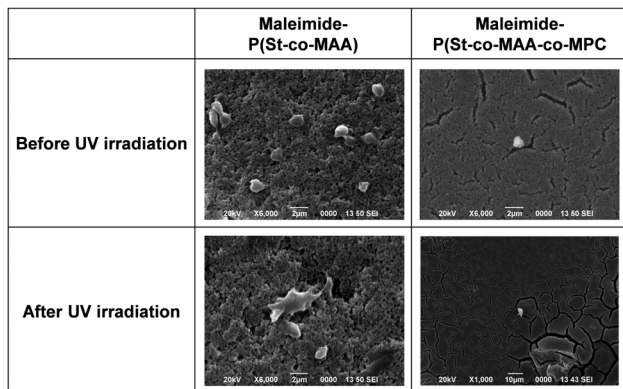 Maleimide-
P(St-co-MAA)
Maleimide-
P(St-co-MAA-co-MPC
Before UV irradiation
20kV X6,000 2μm 0000 13 50 SEI
20kV X6,000 2μm 0000 13 50 SEI
After UV irradiation
20kV X6,000 2μm 0000 13 50 SEI
20kV X1,000 10μm 0000 13 43 SEI